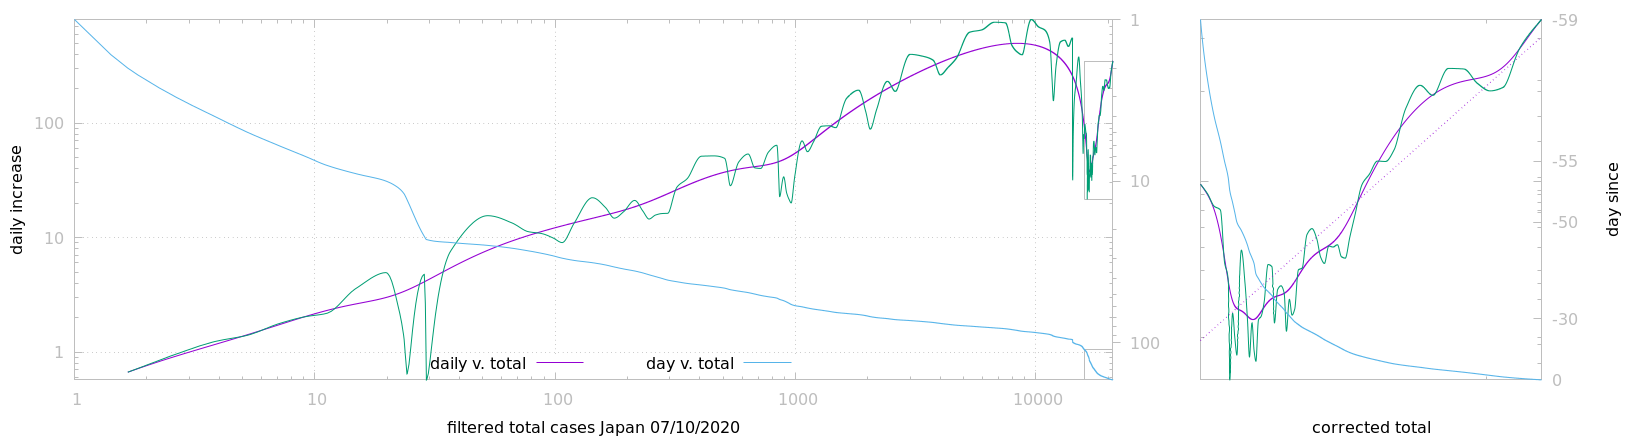 daily increase
100
10
1
1
10
100
1000
10000
1
10
100
daily v. total
day v. total
filtered total cases Japan 07/10/2020
-59
-55
-50
-30
0
day since
corrected total